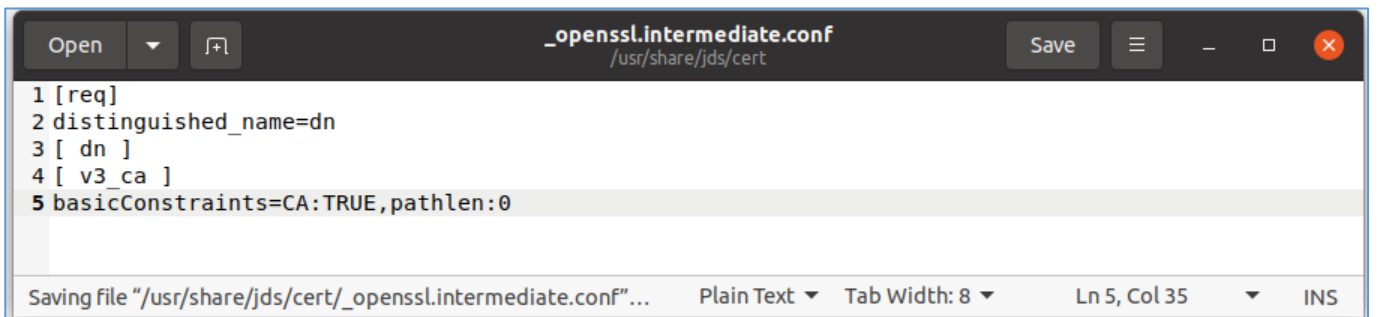 Open
_openssl.intermediate.conf
/usr/share/jds/cert
Save
1 [req]
2 distinguished_name=dn
3 [ dn ]
4 [ v3_ca ]
5 basicConstraints=CA:TRUE,pathlen:0
Saving file “/usr/share/jds/cert/_openssl.intermediate.conf”... Plain Text Tab Width: 8 Ln 5, Col 35 INS